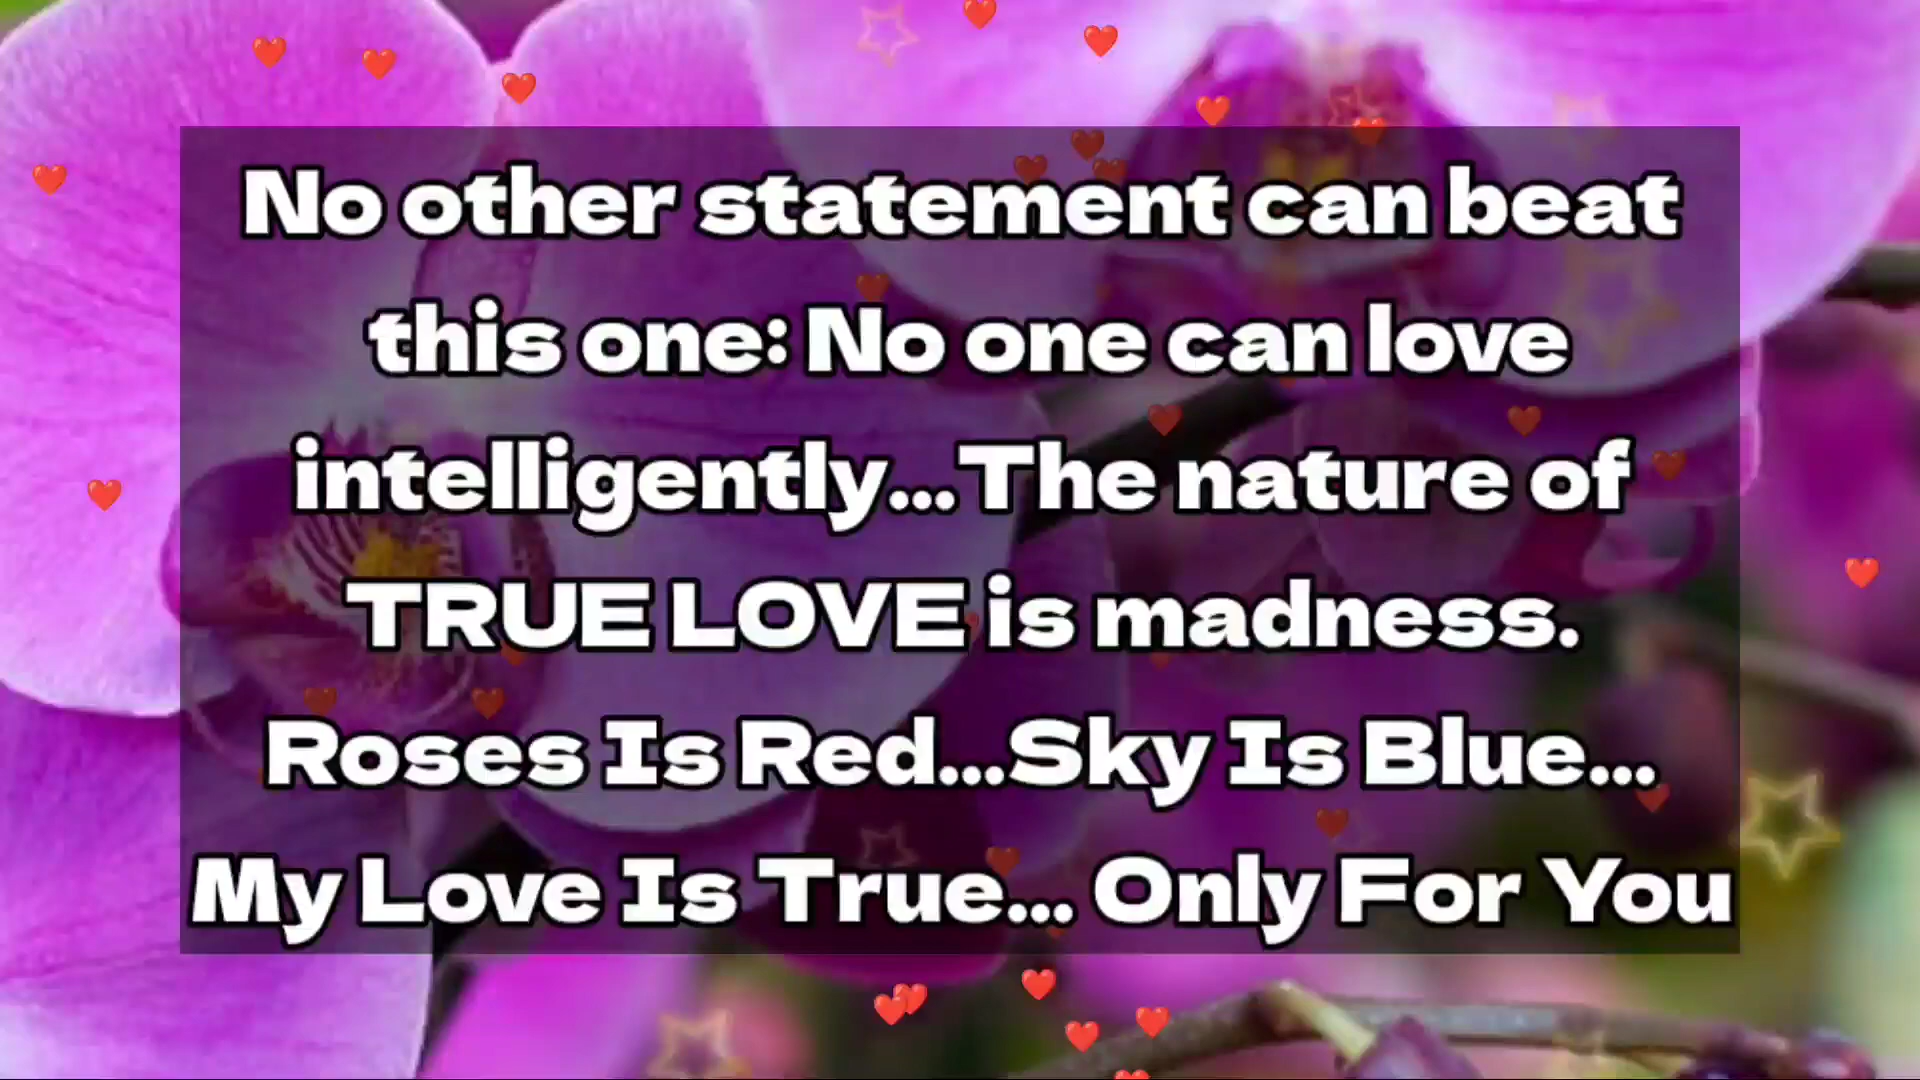 No other statement can beat
this one: No one can love
intelligently...The nature of
TRUE LOVE is madness.
Roses Is Red...Sky Is Blue...
My Love Is True... Only For You